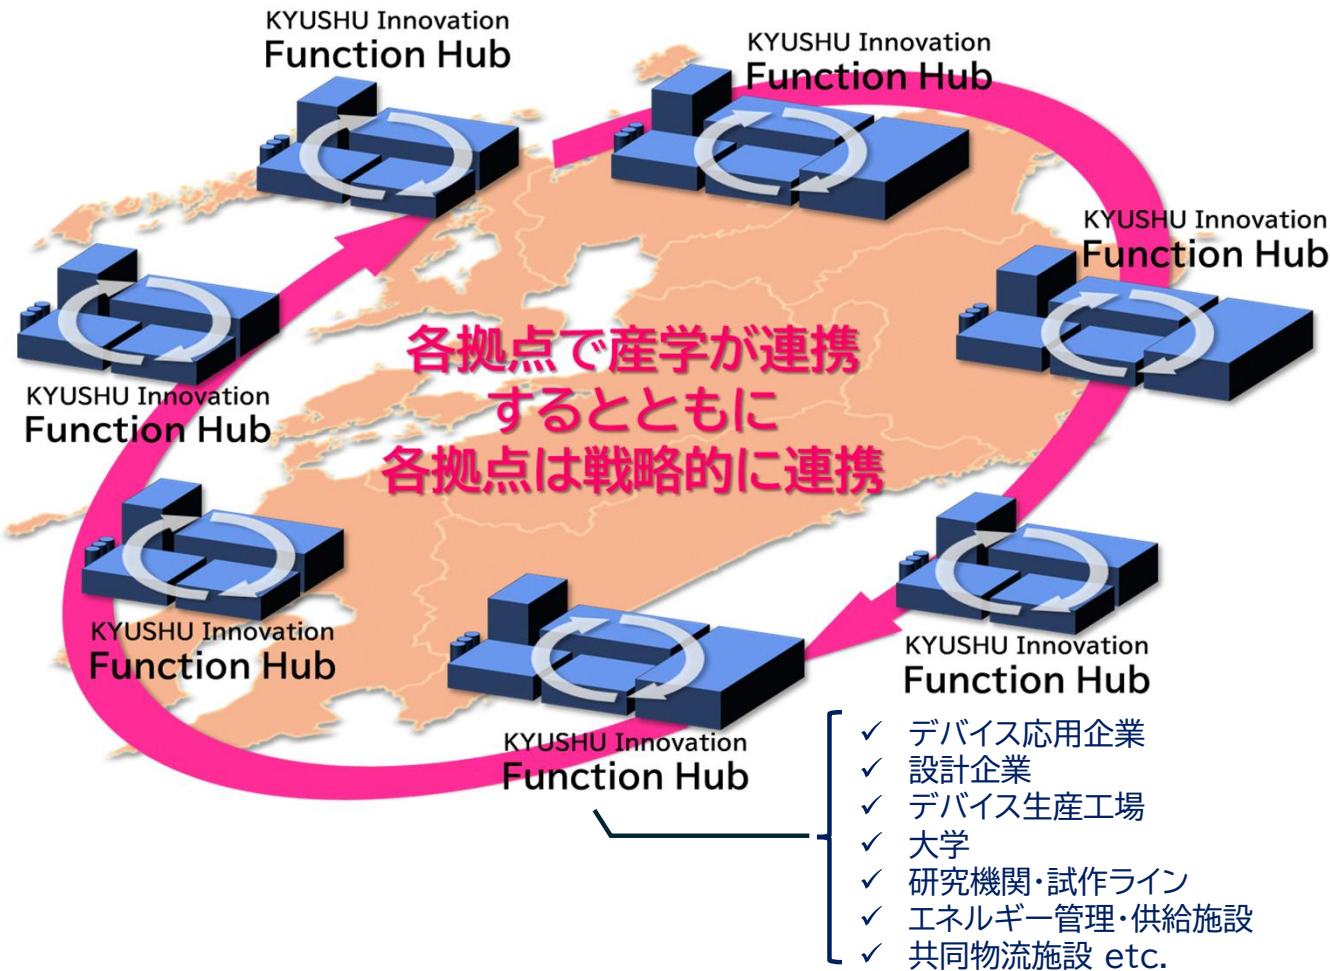 KYUSHU Innovation
Function Hub
KYUSHU Innovation
Function Hub
KYUSHU Innovation
Function Hub
各拠点で産学が連携
するとともに
各拠点は戦略的に連携
KYUSHU Innovation
Function Hub
KYUSHU Innovation
Function Hub
KYUSHU Innovation
Function Hub
KYUSHU Innovation
Function Hub
✓ デバイス応用企業
✓ 設計企業
✓ デバイス生産工場
✓ 大学
✓ 研究機関・試作ライン
✓ エネルギー管理・供給施設
✓ 共同物流施設 etc.